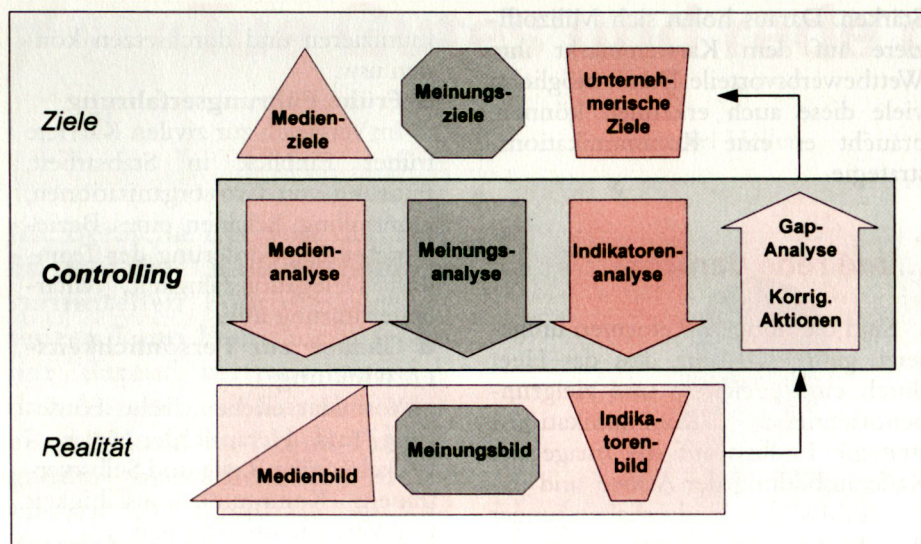 Ziele
Medien-
ziele
Meinungs-
ziele
Unterneh-
merische
Ziele
Controlling
Medien-
analyse
Meinungs-
analyse
Indikatoren-
analyse
Gap-
Analyse
Korrig.
Aktionen
Realität
Medienbild
Meinungsbild
Indika-
toren-
bild